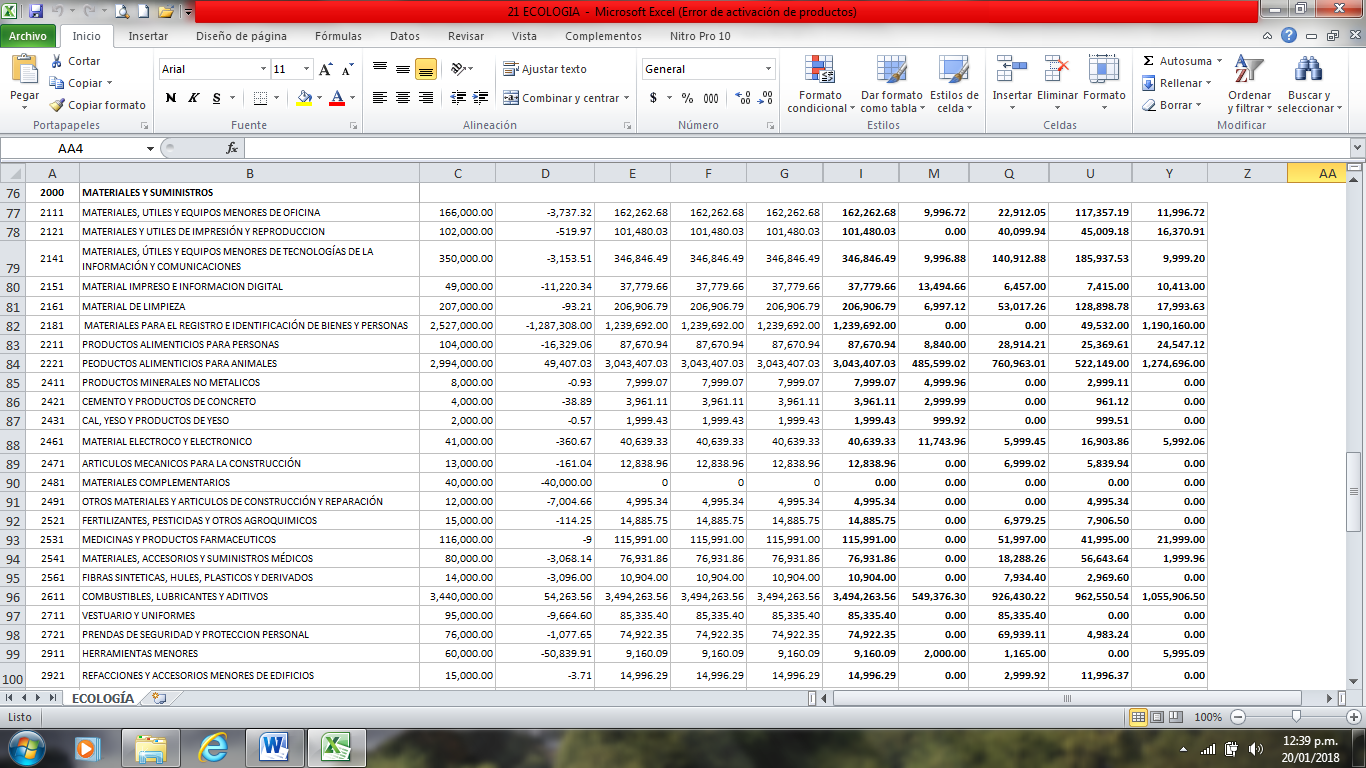 21 ECOLOGIA - Microsoft Excel (Error de activación de productos)
Archivo Inicio Insertar Diseño de página Fórmulas Datos Revisar Vista Complementos Nitro Pro 10
Pegar Cortar Copiar Copiar formato Portapapeles
Arial 11 N K S Fuente
Ajustar texto Combinar y centrar Alineación
General $ % 000 Número
Formato condicional Dar formato como tabla Estilos de celda Estilos
Insertar Eliminar Formato Celdas
Autosuma Rellenar Borrar Ordenar y filtrar Buscar y seleccionar Modificar
AA4 fx
A B C D E F G I M Q U Y Z AA
76 2000 MATERIALES Y SUMINISTROS
77 2111 MATERIALES, UTILES Y EQUIPOS MENORES DE OFICINA 166,000.00 -3,737.32 162,262.68 162,262.68 162,262.68 162,262.68 9,996.72 22,912.05 117,357.19 11,996.72
78 2121 MATERIALES Y UTILES DE IMPRESIÓN Y REPRODUCCION 102,000.00 -519.97 101,480.03 101,480.03 101,480.03 101,480.03 0.00 40,099.94 45,009.18 16,370.91
79 2141 MATERIALES, ÚTILES Y EQUIPOS MENORES DE TECNOLOGÍAS DE LA
INFORMACIÓN Y COMUNICACIONES 350,000.00 -3,153.51 346,846.49 346,846.49 346,846.49 346,846.49 9,996.88 140,912.88 185,937.53 9,999.20
80 2151 MATERIAL IMPRESO E INFORMACION DIGITAL 49,000.00 -11,220.34 37,779.66 37,779.66 37,779.66 37,779.66 13,494.66 6,457.00 7,415.00 10,413.00
81 2161 MATERIAL DE LIMPIEZA 207,000.00 -93.21 206,906.79 206,906.79 206,906.79 206,906.79 6,997.12 53,017.26 128,898.78 17,993.63
82 2181 MATERIALES PARA EL REGISTRO E IDENTIFICACIÓN DE BIENES Y PERSONAS 2,527,000.00 -1,287,308.00 1,239,692.00 1,239,692.00 1,239,692.00 1,239,692.00 0.00 0.00 49,532.00 1,190,160.00
83 2211 PRODUCTOS ALIMENTICIOS PARA PERSONAS 104,000.00 -16,329.06 87,670.94 87,670.94 87,670.94 87,670.94 8,840.00 28,914.21 25,369.61 24,547.12
84 2221 PEODUCTOS ALIMENTICIOS PARA ANIMALES 2,994,000.00 49,407.03 3,043,407.03 3,043,407.03 3,043,407.03 3,043,407.03 485,599.02 760,963.01 522,149.00 1,274,696.00
85 2411 PRODUCTOS MINERALES NO METALICOS 8,000.00 -0.93 7,999.07 7,999.07 7,999.07 7,999.07 4,999.96 0.00 2,999.11 0.00
86 2421 CEMENTO Y PRODUCTOS DE CONCRETO 4,000.00 -38.89 3,961.11 3,961.11 3,961.11 3,961.11 2,999.99 0.00 961.12 0.00
87 2431 CAL, YESO Y PRODUCTOS DE YESO 2,000.00 -0.57 1,999.43 1,999.43 1,999.43 1,999.43 999.92 0.00 999.51 0.00
88 2461 MATERIAL ELECTROCO Y ELECTRONICO 41,000.00 -360.67 40,639.33 40,639.33 40,639.33 40,639.33 11,743.96 5,999.45 16,903.86 5,992.06
89 2471 ARTICULOS MECANICOS PARA LA CONSTRUCCIÓN 13,000.00 -161.04 12,838.96 12,838.96 12,838.96 12,838.96 0.00 6,999.02 5,839.94 0.00
90 2481 MATERIALES COMPLEMENTARIOS 40,000.00 -40,000.00 0 0 0 0.00 0.00 0.00 0.00 0.00
91 2491 OTROS MATERIALES Y ARTICULOS DE CONSTRUCCIÓN Y REPARACIÓN 12,000.00 -7,004.66 4,995.34 4,995.34 4,995.34 4,995.34 0.00 0.00 4,995.34 0.00
92 2521 FERTILIZANTES, PESTICIDAS Y OTROS AGROQUIMICOS 15,000.00 -114.25 14,885.75 14,885.75 14,885.75 14,885.75 0.00 6,979.25 7,906.50 0.00
93 2531 MEDICINAS Y PRODUCTOS FARMACEUTICOS 116,000.00 -9 115,991.00 115,991.00 115,991.00 115,991.00 0.00 51,997.00 41,995.00 21,999.00
94 2541 MATERIALES, ACCESORIOS Y SUMINISTROS MÉDICOS 80,000.00 -3,068.14 76,931.86 76,931.86 76,931.86 76,931.86 0.00 18,288.26 56,643.64 1,999.96
95 2561 FIBRAS SINTETICAS, HULES, PLASTICOS Y DERIVADOS 14,000.00 -3,096.00 10,904.00 10,904.00 10,904.00 10,904.00 0.00 7,934.40 2,969.60 0.00
96 2611 COMBUSTIBLES, LUBRICANTES Y ADITIVOS 3,440,000.00 54,263.56 3,494,263.56 3,494,263.56 3,494,263.56 3,494,263.56 549,376.30 926,430.22 962,550.54 1,055,906.50
97 2711 VESTUARIO Y UNIFORMES 95,000.00 -9,664.60 85,335.40 85,335.40 85,335.40 85,335.40 0.00 85,335.40 0.00 0.00
98 2721 PRENDAS DE SEGURIDAD Y PROTECCION PERSONAL 76,000.00 -1,077.65 74,922.35 74,922.35 74,922.35 74,922.35 0.00 69,939.11 4,983.24 0.00
99 2911 HERRAMIENTAS MENORES 60,000.00 -50,839.91 9,160.09 9,160.09 9,160.09 9,160.09 2,000.00 1,165.00 0.00 5,995.09
100 2921 REFACCIONES Y ACCESORIOS MENORES DE EDIFICIOS 15,000.00 -3.71 14,996.29 14,996.29 14,996.29 14,996.29 0.00 2,999.92 11,996.37 0.00
ECOLOGÍA
Listo 100%
12:39 p.m.
20/01/2018